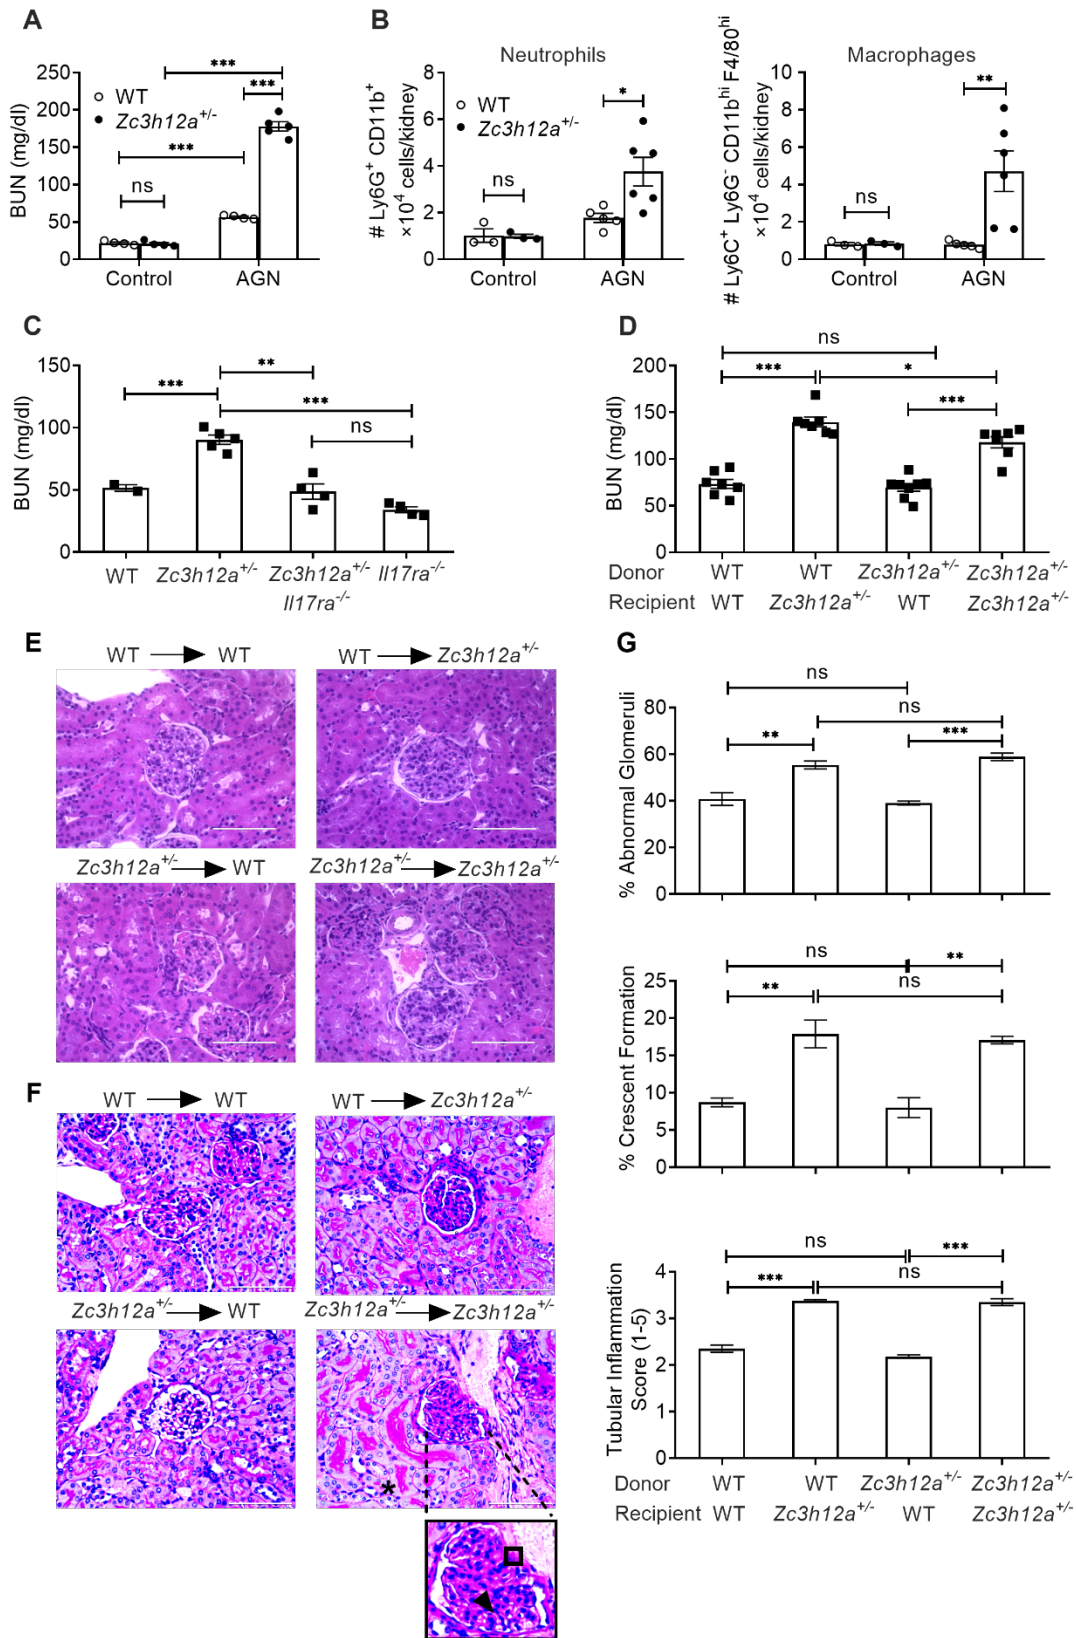 A
BUN (mg/dl)
250
200
150
100
50
0
WT
Zc3h12a+/-
***
***
***
ns
Control
AGN
B
Neutrophils
# Ly6G+ CD11b+
×10^4 cells/kidney
8
6
4
2
0
WT
Zc3h12a+/-
*
ns
Control
AGN
Macrophages
# Ly6C+ Ly6G- CD11bhi F4/80hi
×10^4 cells/kidney
10
8
6
4
2
0
**
ns
Control
AGN
C
BUN (mg/dl)
150
100
50
0
**
***
***
ns
WT
Zc3h12a+/-
Zc3h12a+/-
Il17ra-/-
Il17ra-/-
D
BUN (mg/dl)
200
150
100
50
0
ns
***
*
***
Donor WT WT Zc3h12a+/- Zc3h12a+/-
Recipient WT Zc3h12a+/- WT Zc3h12a+/-
E
WT WT
WT Zc3h12a+/-
Zc3h12a+/- WT
Zc3h12a+/- Zc3h12a+/-
F
WT WT
WT Zc3h12a+/-
Zc3h12a+/- WT
Zc3h12a+/- Zc3h12a+/-
*
G
% Abnormal Glomeruli
80
60
40
20
0
ns
ns
**
***
% Crescent Formation
25
20
15
10
5
0
ns
**
**
ns
Tubular Inflamation
Score (1-5)
4
3
2
1
0
ns
***
***
ns
Donor WT WT Zc3h12a+/- Zc3h12a+/-
Recipient WT Zc3h12a+/- WT Zc3h12a+/-